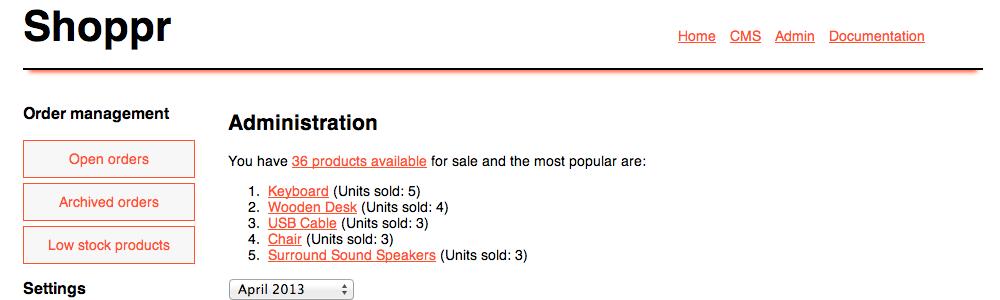 Shoppr
Home CMS Admin Documentation
Order management
Open orders
Archived orders
Low stock products
Settings
Administration
You have 36 products available for sale and the most popular are:
1. Keyboard (Units sold: 5)
2. Wooden Desk (Units sold: 4)
3. USB Cable (Units sold: 3)
4. Chair (Units sold: 3)
5. Surround Sound Speakers (Units sold: 3)
April 2013